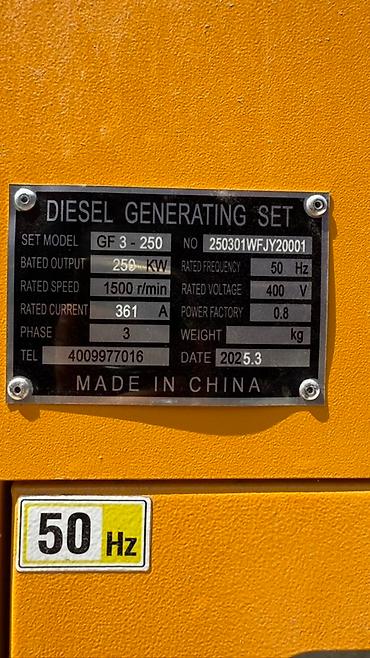 DIESEL GENERATING SET
SET MODEL GF 3 - 250 NO 250301WFJY20001
BATED OUTPUT 250 KW RATED FREQUENCY 50 Hz
RATED SPEED 1500 r/min RATED VOLTAGE 400 V
RATED CURRENT 361 A POWER FACTORY 0.8
PHASE 3 WEIGHT kg
TEL 4009977016 DATE 2025.3
MADE IN CHINA
50 Hz